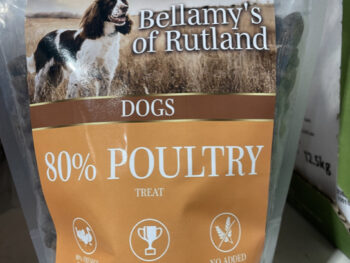 Bellamy's
of Rutland
DOGS
80% POULTRY
TREAT
NO ADDED
12.5kg